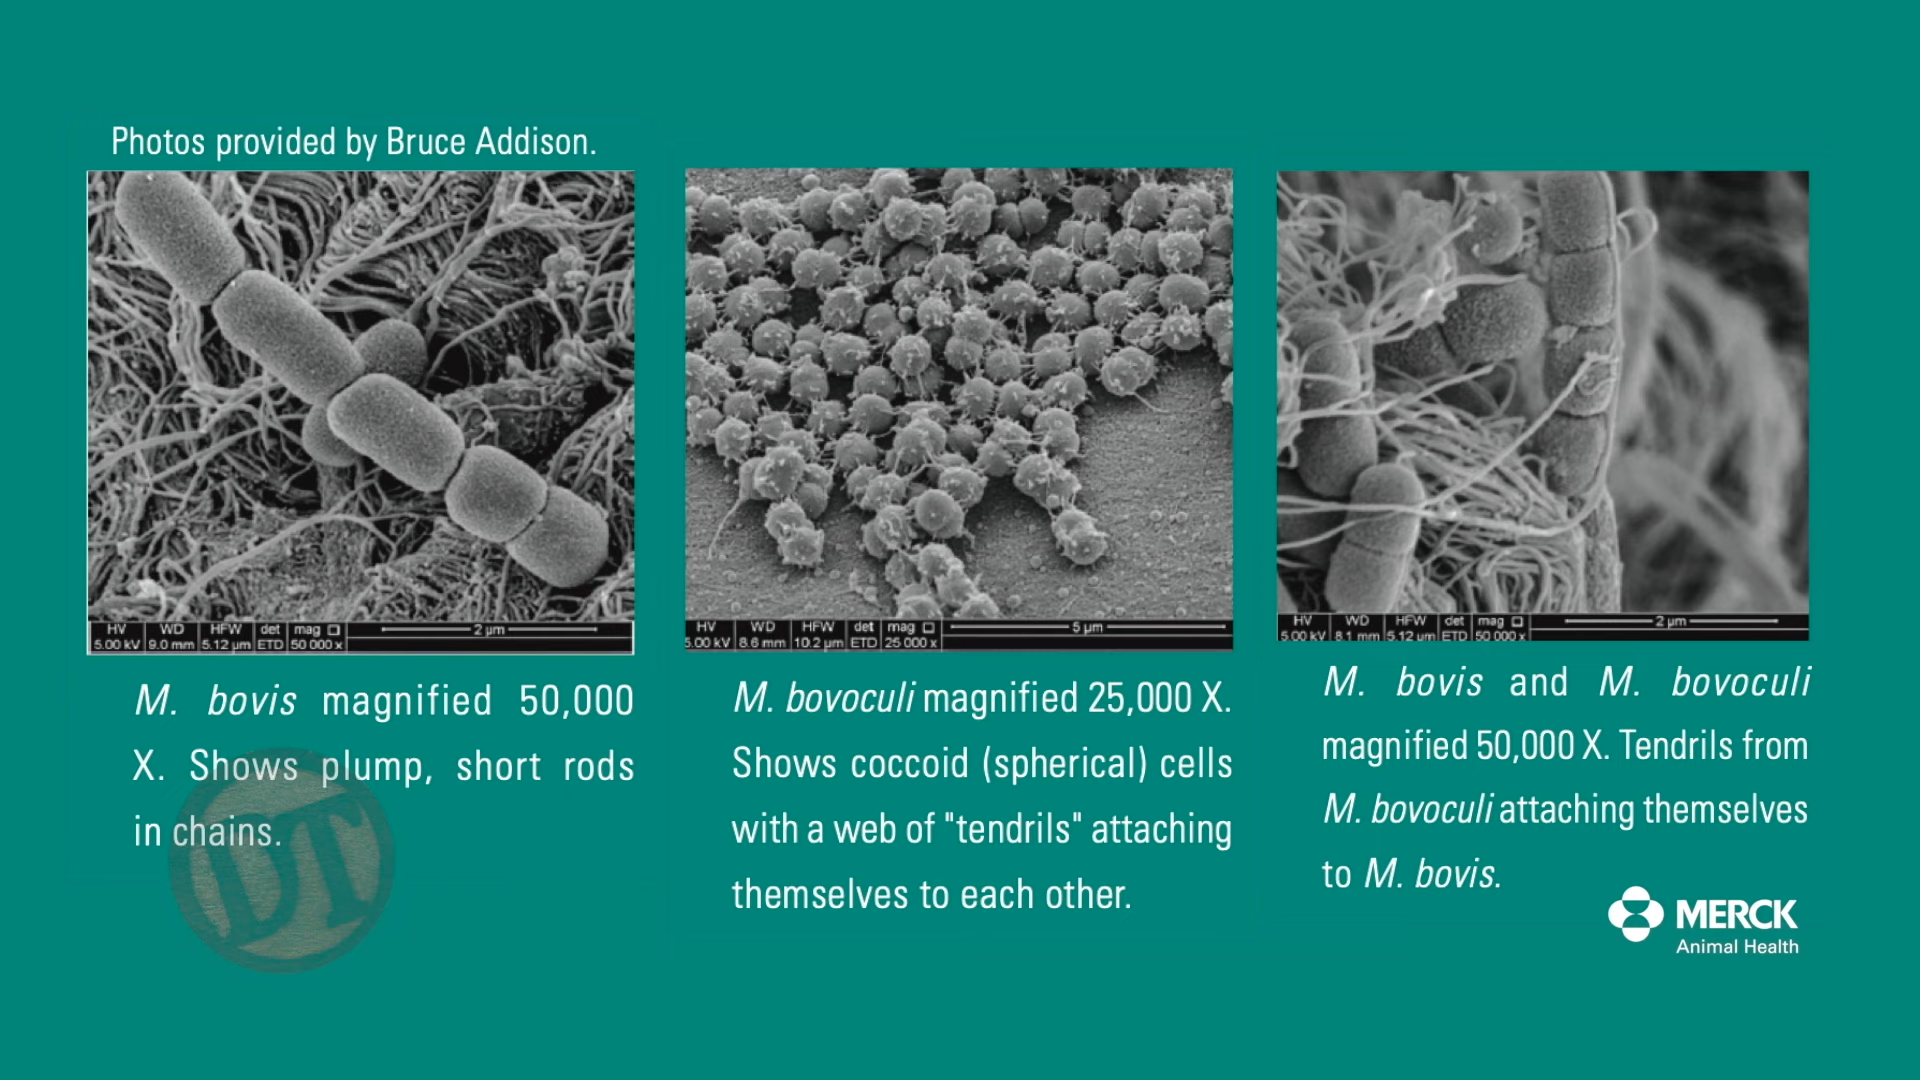 Photos provided by Bruce Addison.
HV WD HFW det mag 2 µm
5.00 kV 9.0 mm 5.12 µm ETD 50 000 x
M. bovis magnified 50,000
X. Shows plump, short rods
in chains.
DT
HV WD HFW det mag 5 µm
5.00 kV 8.6 mm 10.2 µm ETD 25 000 x
M. bovoculi magnified 25,000 X.
Shows coccoid (spherical) cells
with a web of "tendrils" attaching
themselves to each other.
HV WD HFW det mag 2 µm
5.00 kV 8.1 mm 5.12 µm ETD 50 000 x
M. bovis and M. bovoculi
magnified 50,000 X. Tendrils from
M. bovoculi attaching themselves
to M. bovis.
MERCK
Animal Health